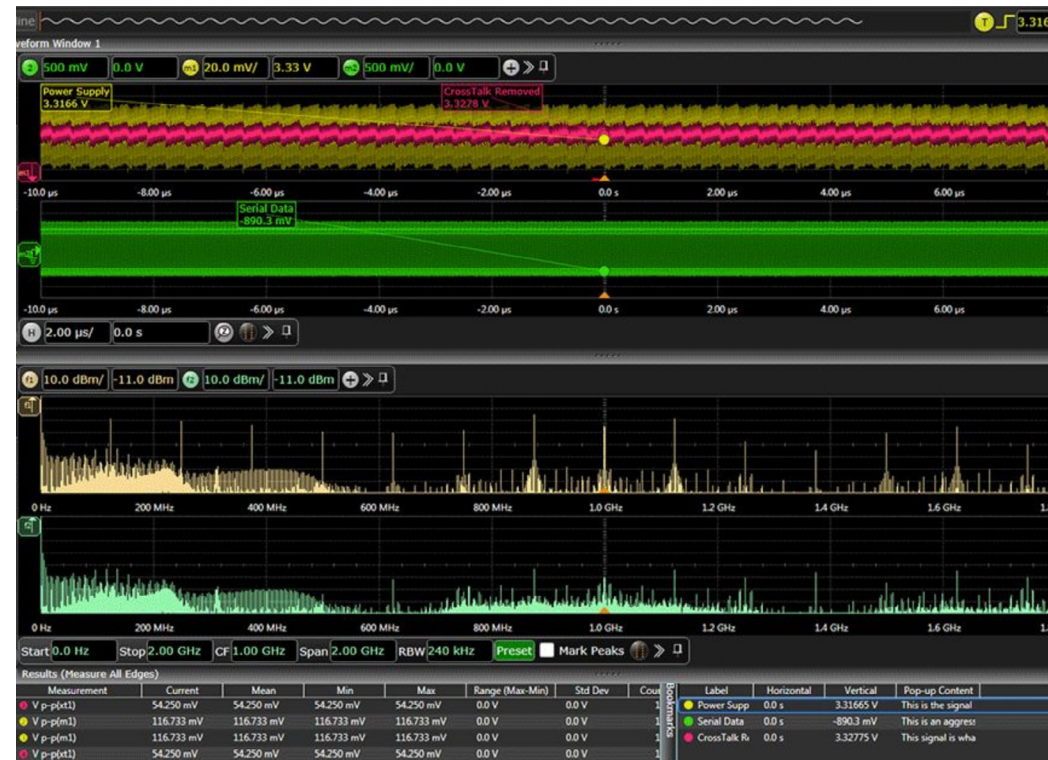 line
T 3.316
veform Window 1
2 500 mV 0.0 V m1 20.0 mV/ 3.33 V m2 500 mV/ 0.0 V
Power Supply
3.3166 V
CrossTalk Removed
3.3278 V
-10.0 µs -8.00 µs -6.00 µs -4.00 µs -2.00 µs 0.0 s 2.00 µs 4.00 µs 6.00 µs
Serial Data
-890.3 mV
-10.0 µs -8.00 µs -6.00 µs -4.00 µs -2.00 µs 0.0 s 2.00 µs 4.00 µs 6.00 µs
H 2.00 µs/ 0.0 s
f1 10.0 dBm/ -11.0 dBm f2 10.0 dBm/ -11.0 dBm
0 Hz 200 MHz 400 MHz 600 MHz 800 MHz 1.0 GHz 1.2 GHz 1.4 GHz 1.6 GHz 1.
0 Hz 200 MHz 400 MHz 600 MHz 800 MHz 1.0 GHz 1.2 GHz 1.4 GHz 1.6 GHz 1.
Start 0.0 Hz Stop 2.00 GHz CF 1.00 GHz Span 2.00 GHz RBW 240 kHz Preset Mark Peaks
Results (Measure All Edges)
Measurement Current Mean Min Max Range (Max-Min) Std Dev Cou
V p-p(xt1) 54.250 mV 54.250 mV 54.250 mV 54.250 mV 0.0 V 0.0 V 1
V p-p(m1) 116.733 mV 116.733 mV 116.733 mV 116.733 mV 0.0 V 0.0 V 1
V p-p(m1) 116.733 mV 116.733 mV 116.733 mV 116.733 mV 0.0 V 0.0 V 1
V p-p(xt1) 54.250 mV 54.250 mV 54.250 mV 54.250 mV 0.0 V 0.0 V 1
Bookmarks
Label Horizontal Vertical Pop-up Content
Power Supp 0.0 s 3.31665 V This is the signal
Serial Data 0.0 s -890.3 mV This is an aggress
CrossTalk R 0.0 s 3.32775 V This signal is wha